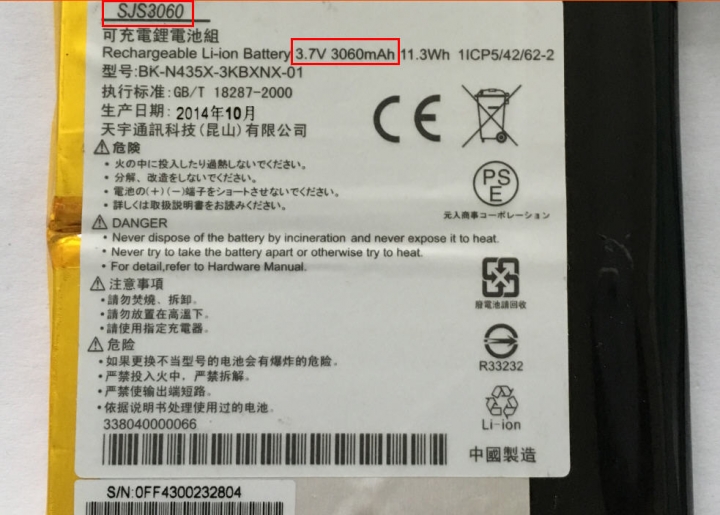 SJS3060
可充電鋰電池組
Rechargeable Li-ion Battery 3.7V 3060mAh 11.3Wh 1ICP5/42/62-2
型号:BK-N435X-3KBXNX-01
执行标准:GB/T 18287-2000
生产日期: 2014年10月
天宇通訊科技(昆山)有限公司
CE
危険
• 火の中に投入したり過熱しないでください。
• 分解、改造をしないでください。
• 電池の(+)(−)端子をショートさせないでください。
• 詳しくは取扱説明書をお読みください。
PS
E
元人商事コーポレーション
DANGER
• Never dispose of the battery by incineration and never expose it to heat.
• Never try to take the battery apart or otherwise try to heat.
• For detail,refer to Hardware Manual.
注意事項
•請勿焚燒、拆卸。
•請勿放置在高溫下。
•請使用指定充電器。
廢電池請回收
危险
•如果更换不当型号的电池会有爆炸的危险。
•严禁投入火中，严禁拆解。
•严禁使输出端短路。
•依据说明书处理使用过的电池。
R33232
Li-ion
338040000066
中國製造
S/N:0FF4300232804